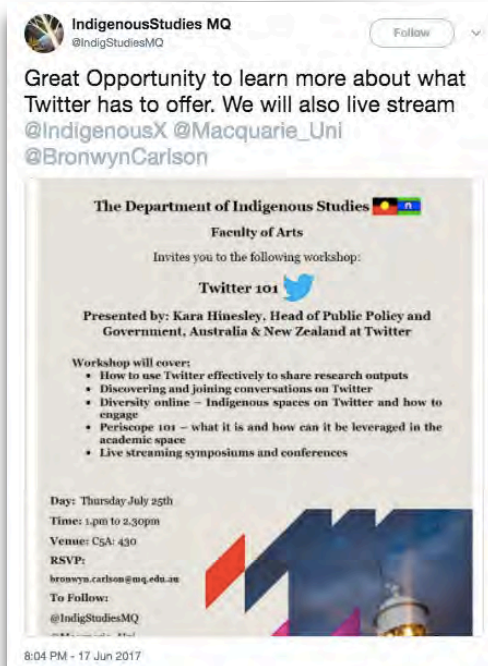 IndigenousStudies MQ
@IndigStudiesMQ
Follow
Great Opportunity to learn more about what
Twitter has to offer. We will also live stream
@IndigenousX @Macquarie_Uni
@BronwynCarlson
The Department of Indigenous Studies
Faculty of Arts
Invites you to the following workshop:
Twitter 101
Presented by: Kara Hinesley, Head of Public Policy and
Government, Australia & New Zealand at Twitter
Workshop will cover:
• How to use Twitter effectively to share research outputs
• Discovering and joining conversations on Twitter
• Diversity online – Indigenous spaces on Twitter and how to
engage
• Periscope 101 – what it is and how can it be leveraged in the
academic space
• Live streaming symposiums and conferences
Day: Thursday July 25th
Time: 1.pm to 2.30pm
Venue: C5A: 430
RSVP:
bronwyn.carlson@mq.edu.au
To Follow:
@IndigStudiesMQ
8:04 PM - 17 Jun 2017